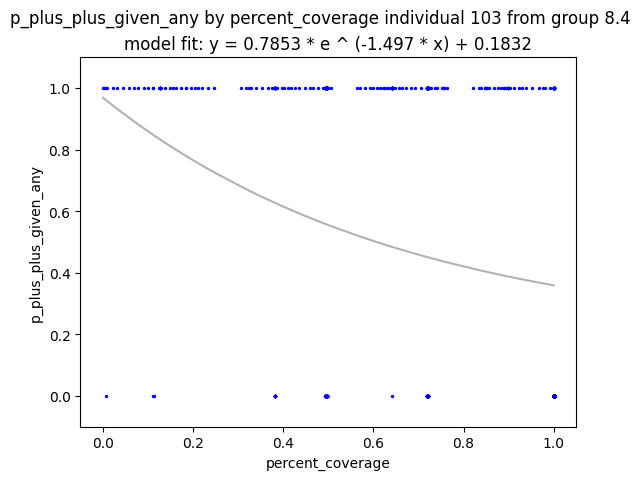 p_plus_plus_given_any by percent_coverage individual 103 from group 8.4
model fit: y = 0.7853 * e ^ (-1.497 * x) + 0.1832
1.0
0.8
0.6
0.4
0.2
0.0
p_plus_plus_given_any
0.0 0.2 0.4 0.6 0.8 1.0
percent_coverage